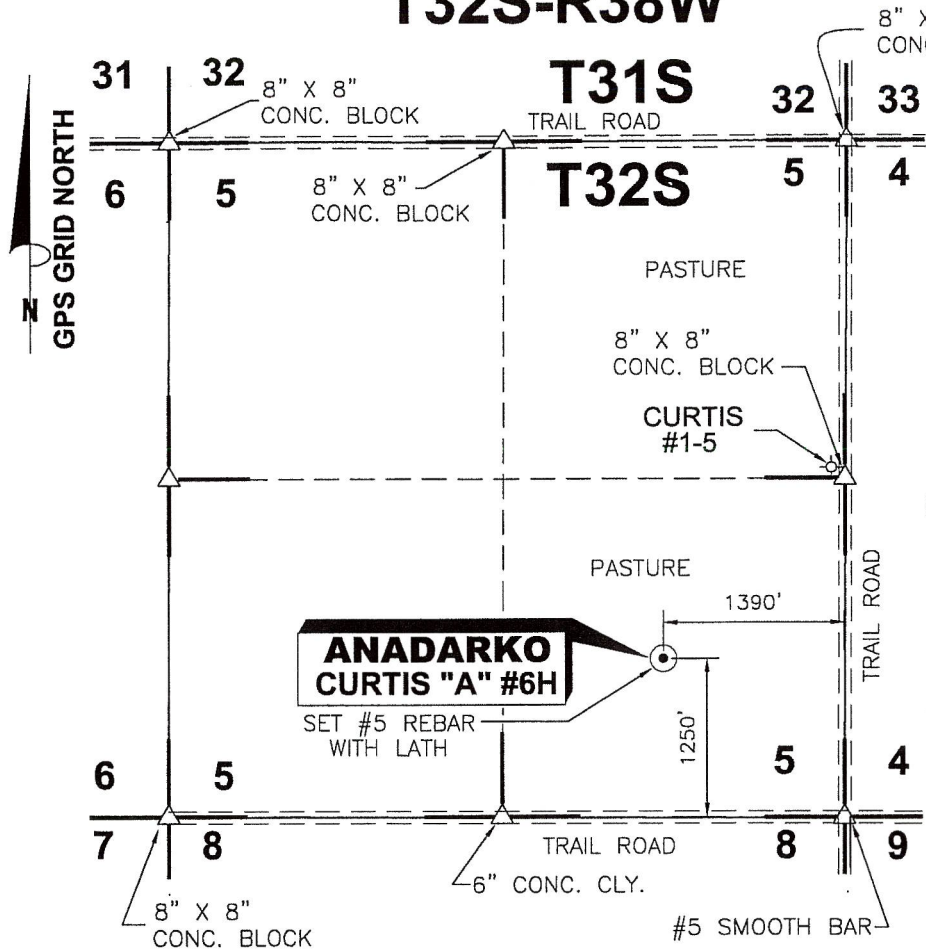 T32S-R38W
8" X
31
32
8" X 8"
CONC. BLOCK
T31S
TRAIL ROAD
32
33
GPS GRID NORTH
N
6
5
8" X 8"
CONC. BLOCK
T32S
5
4
PASTURE
8" X 8"
CONC. BLOCK
CURTIS
#1-5
PASTURE
1390'
TRAIL ROAD
ANADARKO
CURTIS "A" #6H
SET #5 REBAR
WITH LATH
1250'
6
5
5
4
7
8
TRAIL ROAD
8
9
6" CONC. CLY.
8" X 8"
CONC. BLOCK
#5 SMOOTH BAR